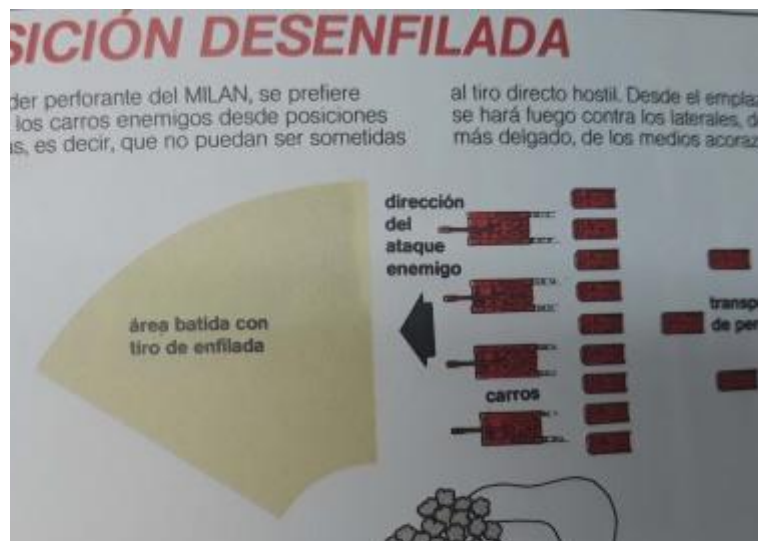 SICIÓN DESENFILADA
der perforante del MILAN, se prefiere
los carros enemigos desde posiciones
as, es decir, que no puedan ser sometidas
al tiro directo hostil. Desde el empla
se hará fuego contra los laterales, d
más delgado, de los medios acoraz
dirección
del
ataque
enemigo
área batida con
tiro de enfilada
carros
transp
de per